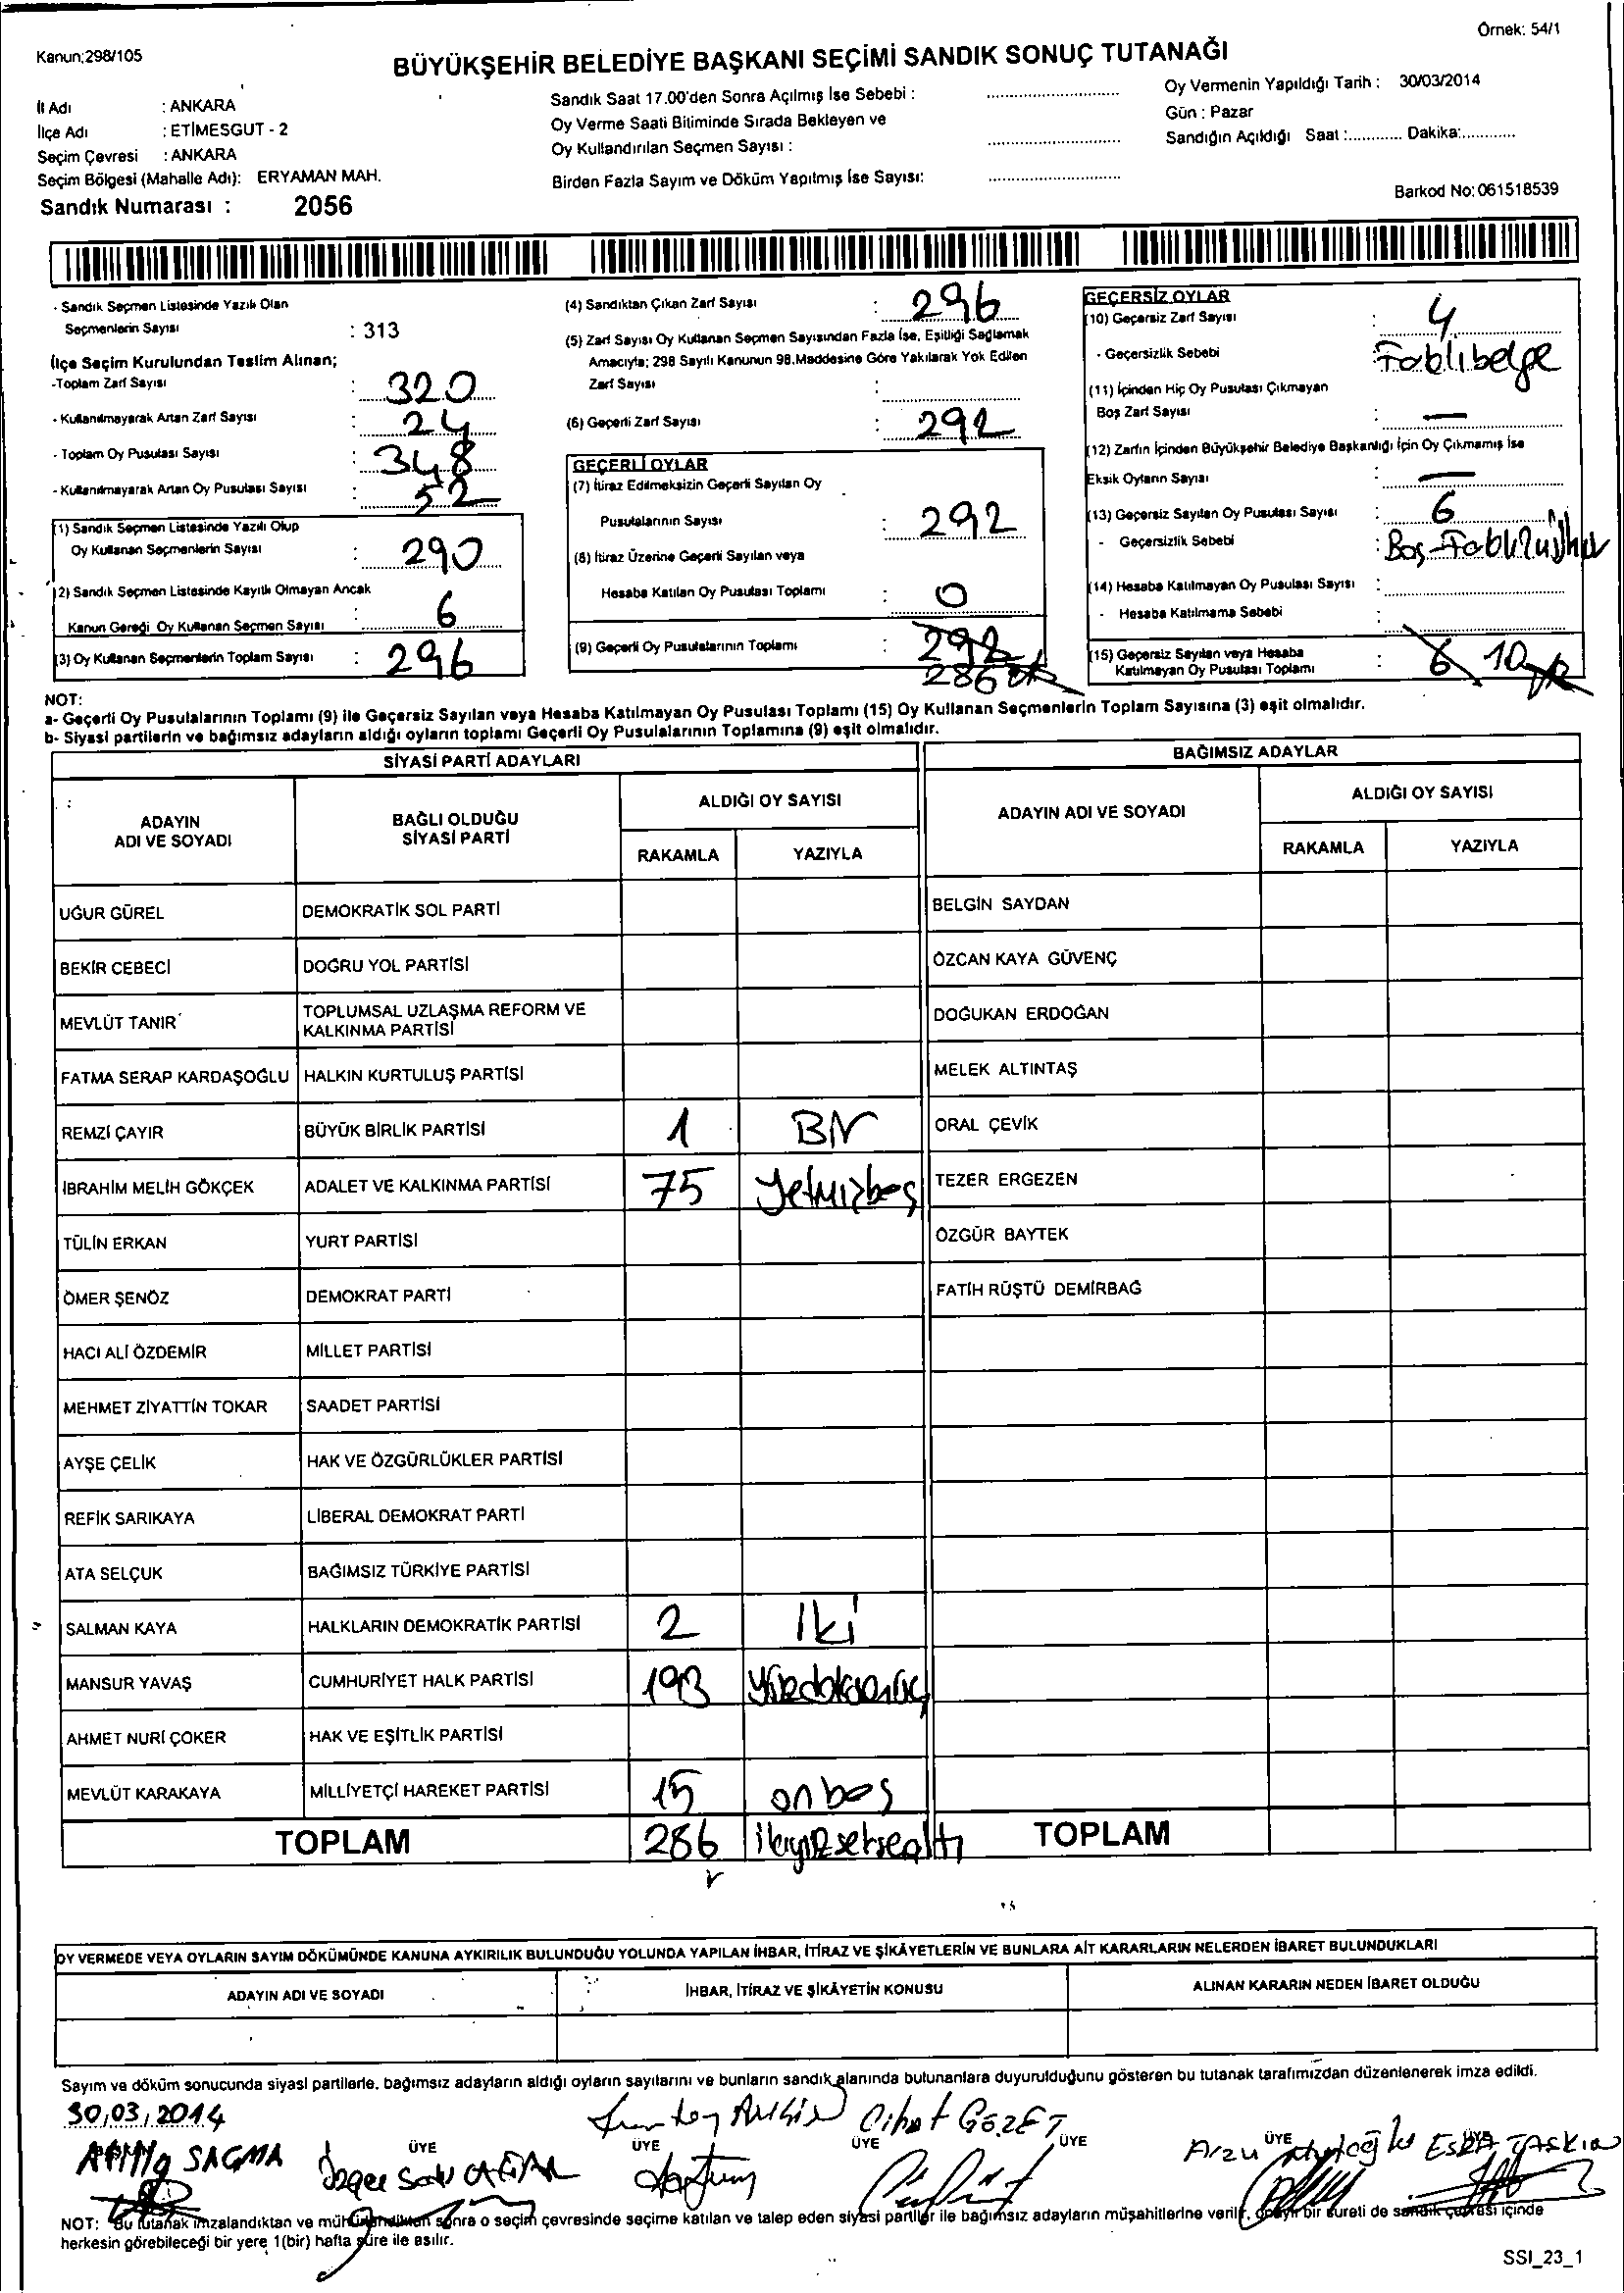 Örnek: 54/1
Kanun:298/105
BÜYÜKŞEHİR BELEDİYE BAŞKANI SEÇİMİ SANDIK SONUÇ TUTANAĞI
İl Adı : ANKARA
İlçe Adı : ETİMESGUT - 2
Seçim Çevresi : ANKARA
Seçim Bölgesi (Mahalle Adı): ERYAMAN MAH.
Sandık Numarası : 2056
Sandık Saat 17.00'den Sonra Açılmış İse Sebebi :
Oy Verme Saati Bitiminde Sırada Bekleyen ve
Oy Kullandırılan Seçmen Sayısı :
Birden Fazla Sayım ve Döküm Yapılmış İse Sayısı:
Oy Vermenin Yapıldığı Tarih : 30/03/2014
Gün : Pazar
Sandığın Açıldığı Saat :............ Dakika:............
Barkod No: 061518539
- Sandık Seçmen Listesinde Yazılı Olan
Seçmenlerin Sayısı : 313
İlçe Seçim Kurulundan Teslim Alınan;
-Toplam Zarf Sayısı : 320
- Kullanılmayarak Artan Zarf Sayısı : 24
- Toplam Oy Pusulası Sayısı : 348
- Kullanılmayarak Artan Oy Pusulası Sayısı : 52
(1) Sandık Seçmen Listesinde Yazılı Olup
Oy Kullanan Seçmenlerin Sayısı : 290
(2) Sandık Seçmen Listesinde Kayıtlı Olmayan Ancak
Kanun Gereği Oy Kullanan Seçmen Sayısı : 6
(3) Oy Kullanan Seçmenlerin Toplam Sayısı : 296
(4) Sandıktan Çıkan Zarf Sayısı : 296
(5) Zarf Sayısı Oy Kullanan Seçmen Sayısından Fazla İse, Eşitliği Sağlamak
Amacıyla; 298 Sayılı Kanunun 98.Maddesine Göre Yakılarak Yok Edilen
Zarf Sayısı :
(6) Geçerli Zarf Sayısı : 292
GEÇERLİ OYLAR
(7) İtiraz Edilmeksizin Geçerli Sayılan Oy
Pusulalarının Sayısı : 292
(8) İtiraz Üzerine Geçerli Sayılan veya
Hesaba Katılan Oy Pusulası Toplamı : 0
(9) Geçerli Oy Pusulalarının Toplamı : 292
286
GEÇERSİZ OYLAR
(10) Geçersiz Zarf Sayısı : 4
- Geçersizlik Sebebi :
(11) İçinden Hiç Oy Pusulası Çıkmayan
Boş Zarf Sayısı : —
(12) Zarfın İçinden Büyükşehir Belediye Başkanlığı İçin Oy Çıkmamış İse
Eksik Oyların Sayısı : —
(13) Geçersiz Sayılan Oy Pusulası Sayısı : 6
- Geçersizlik Sebebi : Boş -
(14) Hesaba Katılmayan Oy Pusulası Sayısı :
- Hesaba Katılmama Sebebi :
(15) Geçersiz Sayılan veya Hesaba
Katılmayan Oy Pusulası Toplamı : 6 10
NOT:
a- Geçerli Oy Pusulalarının Toplamı (9) ile Geçersiz Sayılan veya Hesaba Katılmayan Oy Pusulası Toplamı (15) Oy Kullanan Seçmenlerin Toplam Sayısına (3) eşit olmalıdır.
b- Siyasi partilerin ve bağımsız adayların aldığı oyların toplamı Geçerli Oy Pusulalarının Toplamına (9) eşit olmalıdır.
SİYASİ PARTİ ADAYLARI
ADAYIN ADI VE SOYADI
BAĞLI OLDUĞU SİYASİ PARTİ
ALDIĞI OY SAYISI
RAKAMLA YAZIYLA
UĞUR GÜREL DEMOKRATİK SOL PARTİ
BEKİR CEBECİ DOĞRU YOL PARTİSİ
MEVLÜT TANIR TOPLUMSAL UZLAŞMA REFORM VE
KALKINMA PARTİSİ
FATMA SERAP KARDAŞOĞLU HALKIN KURTULUŞ PARTİSİ
REMZİ ÇAYIR BÜYÜK BİRLİK PARTİSİ 1 Bir
İBRAHİM MELİH GÖKÇEK ADALET VE KALKINMA PARTİSİ 75 yetmişbeş
TÜLİN ERKAN YURT PARTİSİ
ÖMER ŞENÖZ DEMOKRAT PARTİ
HACI ALİ ÖZDEMİR MİLLET PARTİSİ
MEHMET ZİYATTİN TOKAR SAADET PARTİSİ
AYŞE ÇELİK HAK VE ÖZGÜRLÜKLER PARTİSİ
REFİK SARIKAYA LİBERAL DEMOKRAT PARTİ
ATA SELÇUK BAĞIMSIZ TÜRKİYE PARTİSİ
SALMAN KAYA HALKLARIN DEMOKRATİK PARTİSİ 2 iki
MANSUR YAVAŞ CUMHURİYET HALK PARTİSİ 193 yüzdoksanüç
AHMET NURİ ÇOKER HAK VE EŞİTLİK PARTİSİ
MEVLÜT KARAKAYA MİLLİYETÇİ HAREKET PARTİSİ 15 onbeş
TOPLAM 286 ikiyüzseksenaltı
BAĞIMSIZ ADAYLAR
ADAYIN ADI VE SOYADI
ALDIĞI OY SAYISI
RAKAMLA YAZIYLA
BELGİN SAYDAN
ÖZCAN KAYA GÜVENÇ
DOĞUKAN ERDOĞAN
MELEK ALTINTAŞ
ORAL ÇEVİK
TEZER ERGEZEN
ÖZGÜR BAYTEK
FATİH RÜŞTÜ DEMİRBAĞ
TOPLAM
OY VERMEDE VEYA OYLARIN SAYIM DÖKÜMÜNDE KANUNA AYKIRILIK BULUNDUĞU YOLUNDA YAPILAN İHBAR, İTİRAZ VE ŞİKÂYETLERİN VE BUNLARA AİT KARARLARIN NELERDEN İBARET BULUNDUKLARI
ADAYIN ADI VE SOYADI İHBAR, İTİRAZ VE ŞİKÂYETİN KONUSU ALINAN KARARIN NEDEN İBARET OLDUĞU
Sayım ve döküm sonucunda siyasi partilerle, bağımsız adayların aldığı oyların sayılarını ve bunların sandık alanında bulunanlara duyurulduğunu gösteren bu tutanak tarafımızdan düzenlenerek imza edildi.
30/03/2014
Cihat GÖZET
ÜYE ÜYE ÜYE ÜYE ÜYE ÜYE
SAĞMA Arzu ESRA TAŞKIN
NOT: Bu tutanak imzalandıktan ve mühürlendikten sonra o seçim çevresinde seçime katılan ve talep eden siyasi partiler ile bağımsız adayların müşahitlerine verilir, onaylı bir sureti de sandık çevresi içinde
herkesin görebileceği bir yere 1(bir) hafta süre ile asılır.
SSI_23_1